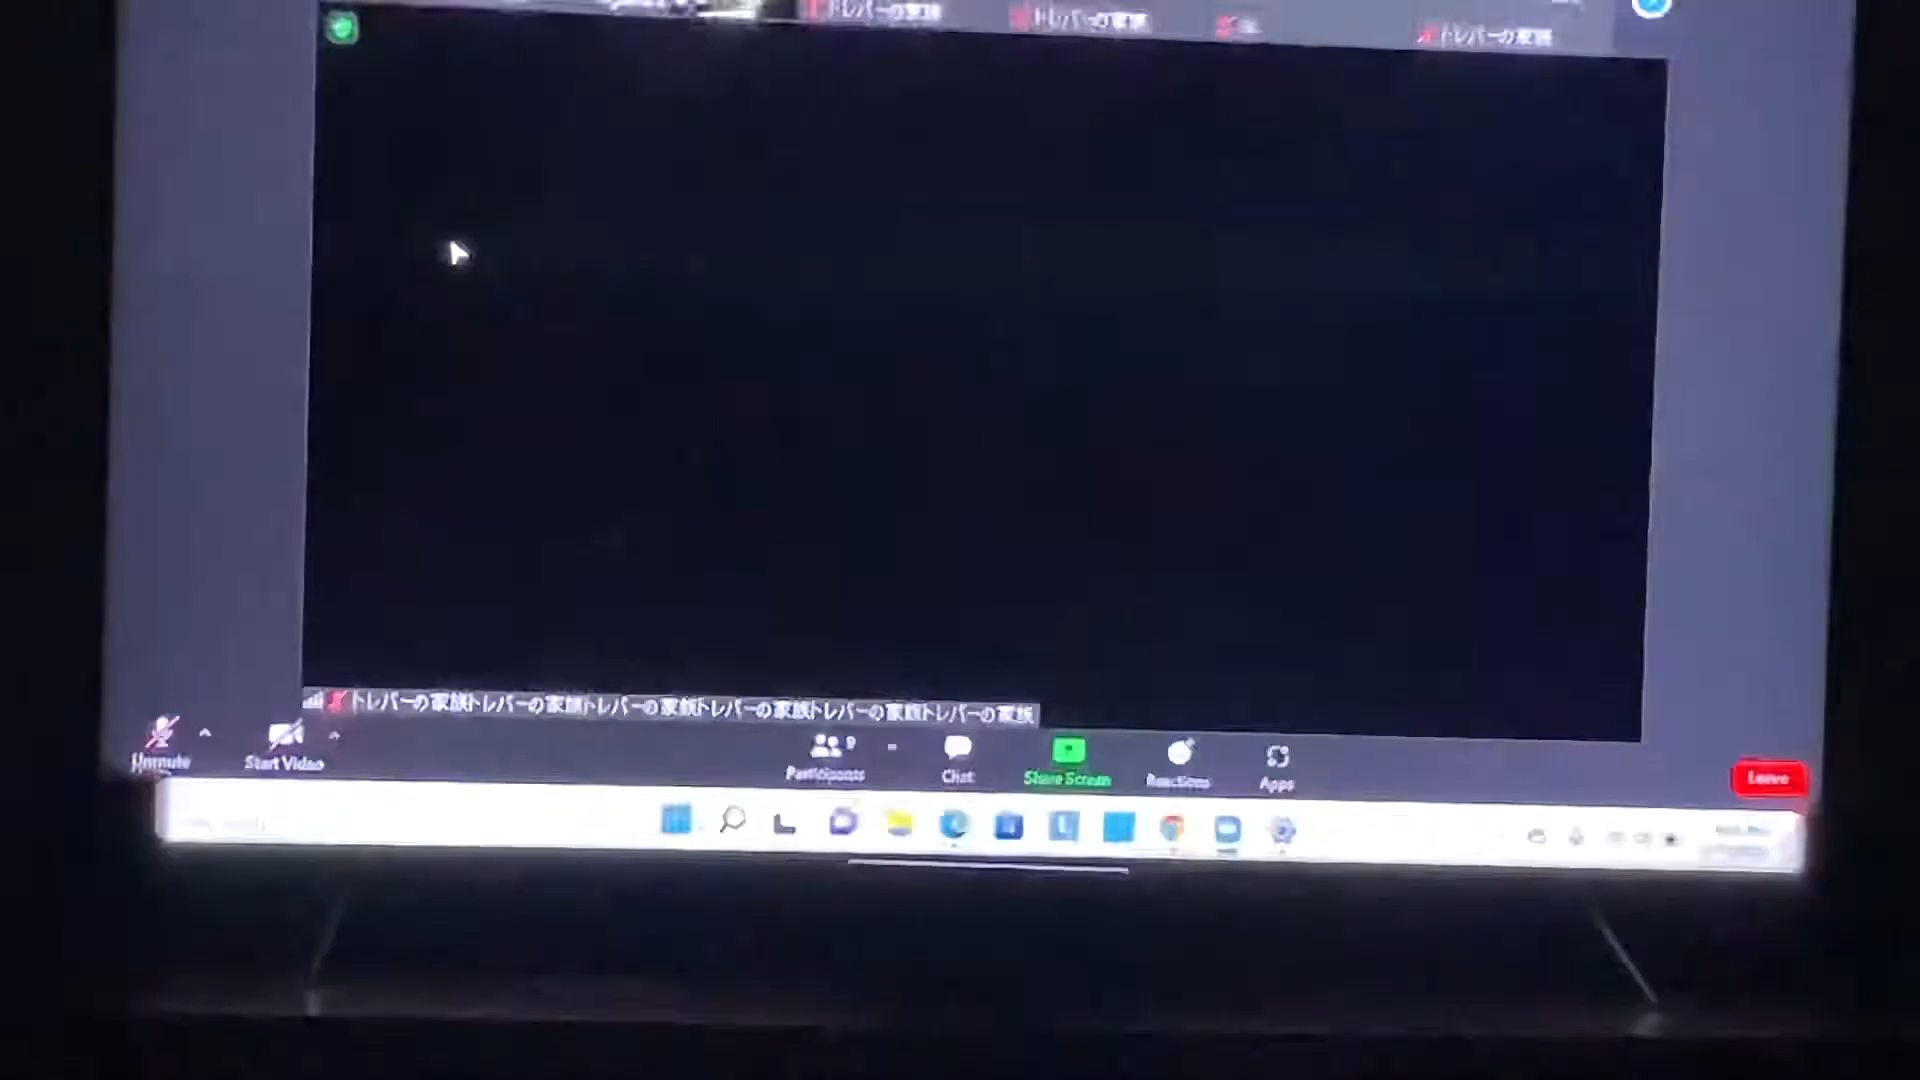 トレバーの家族
トレバーの家族
トレバーの家族
トレバーの家族トレバーの家族トレバーの家族トレバーの家族トレバーの家族トレバーの家族
Unmute
Start Video
9
Participants
Chat
Share Screen
Reactions
Apps
Leave